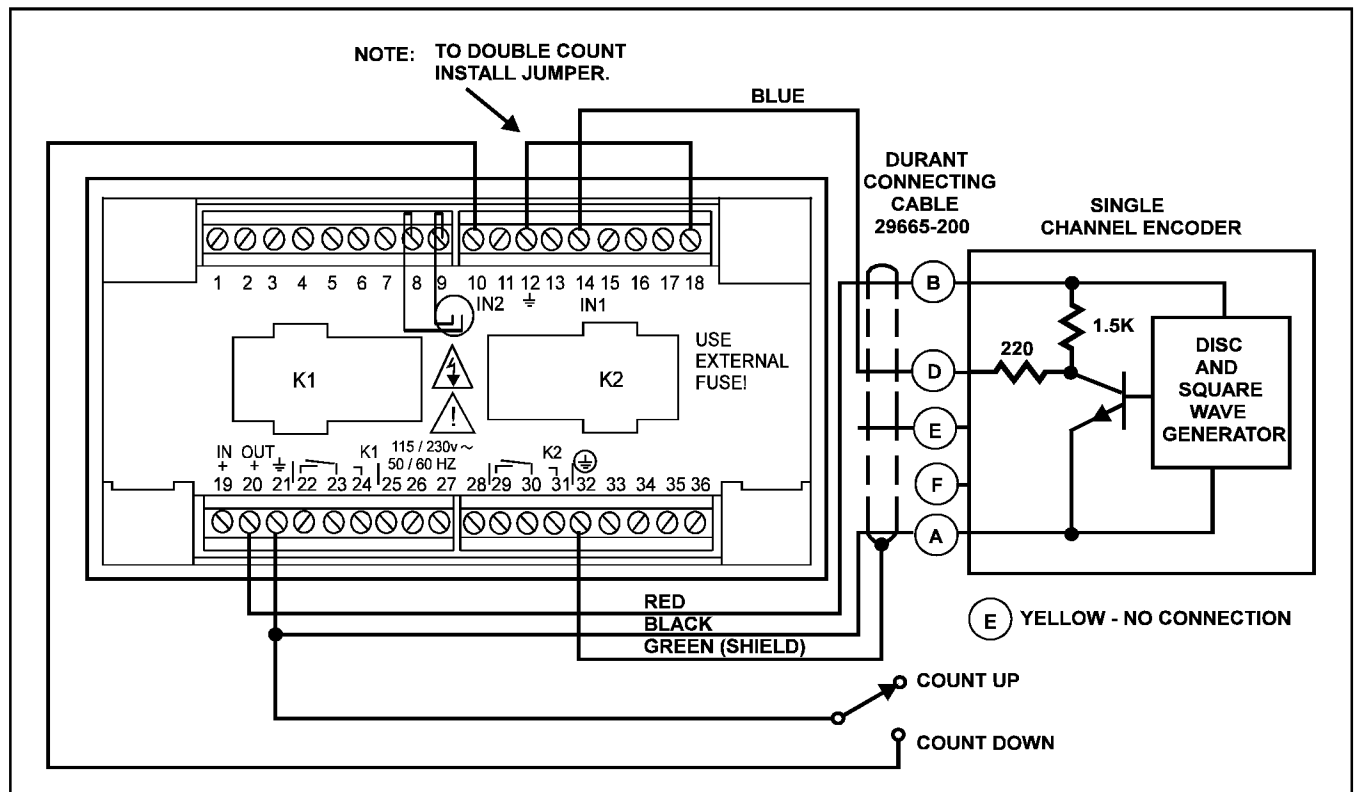 NOTE: TO DOUBLE COUNT
INSTALL JUMPER.
BLUE
DURANT
CONNECTING
CABLE
29665-200
SINGLE
CHANNEL ENCODER
1 2 3 4 5 6 7 8 9 10 11 12 13 14 15 16 17 18
IN2 IN1
K1
K2
USE
EXTERNAL
FUSE!
!
B
D
E
F
A
1.5K
220
DISC
AND
SQUARE
WAVE
GENERATOR
IN OUT
+ +
K1 115 / 230v ~
50 / 60 HZ
K2
19 20 21 22 23 24 25 26 27 28 29 30 31 32 33 34 35 36
RED
BLACK
GREEN (SHIELD)
E YELLOW - NO CONNECTION
COUNT UP
COUNT DOWN